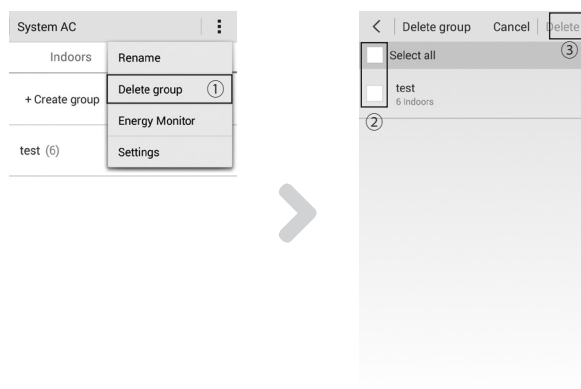 System AC
Indoors
Rename
+ Create group
Delete group ①
Energy Monitor
test (6)
Settings
< Delete group Cancel Delete
③
Select all
test
6 Indoors
②